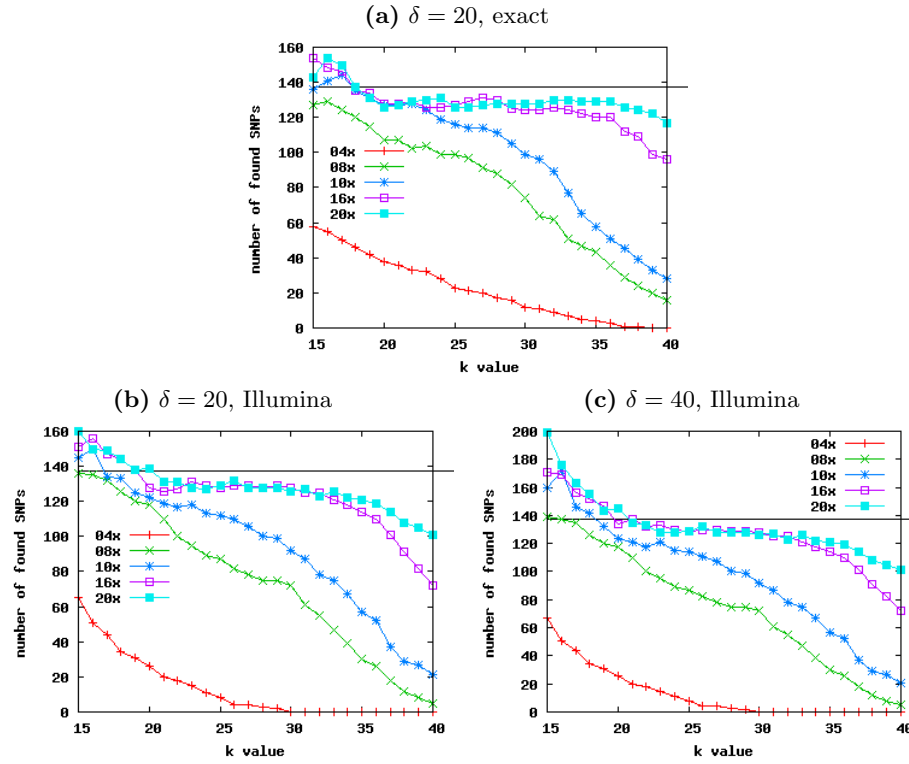 (a) δ = 20, exact
160
140
120
100
80
60
40
20
0
number of found SNPs
04x
08x
10x
16x
20x
15 20 25 30 35 40
k value
(b) δ = 20, Illumina
160
140
120
100
80
60
40
20
0
number of found SNPs
04x
08x
10x
16x
20x
15 20 25 30 35 40
k value
(c) δ = 40, Illumina
200
180
160
140
120
100
80
60
40
20
0
number of found SNPs
04x
08x
10x
16x
20x
15 20 25 30 35 40
k value